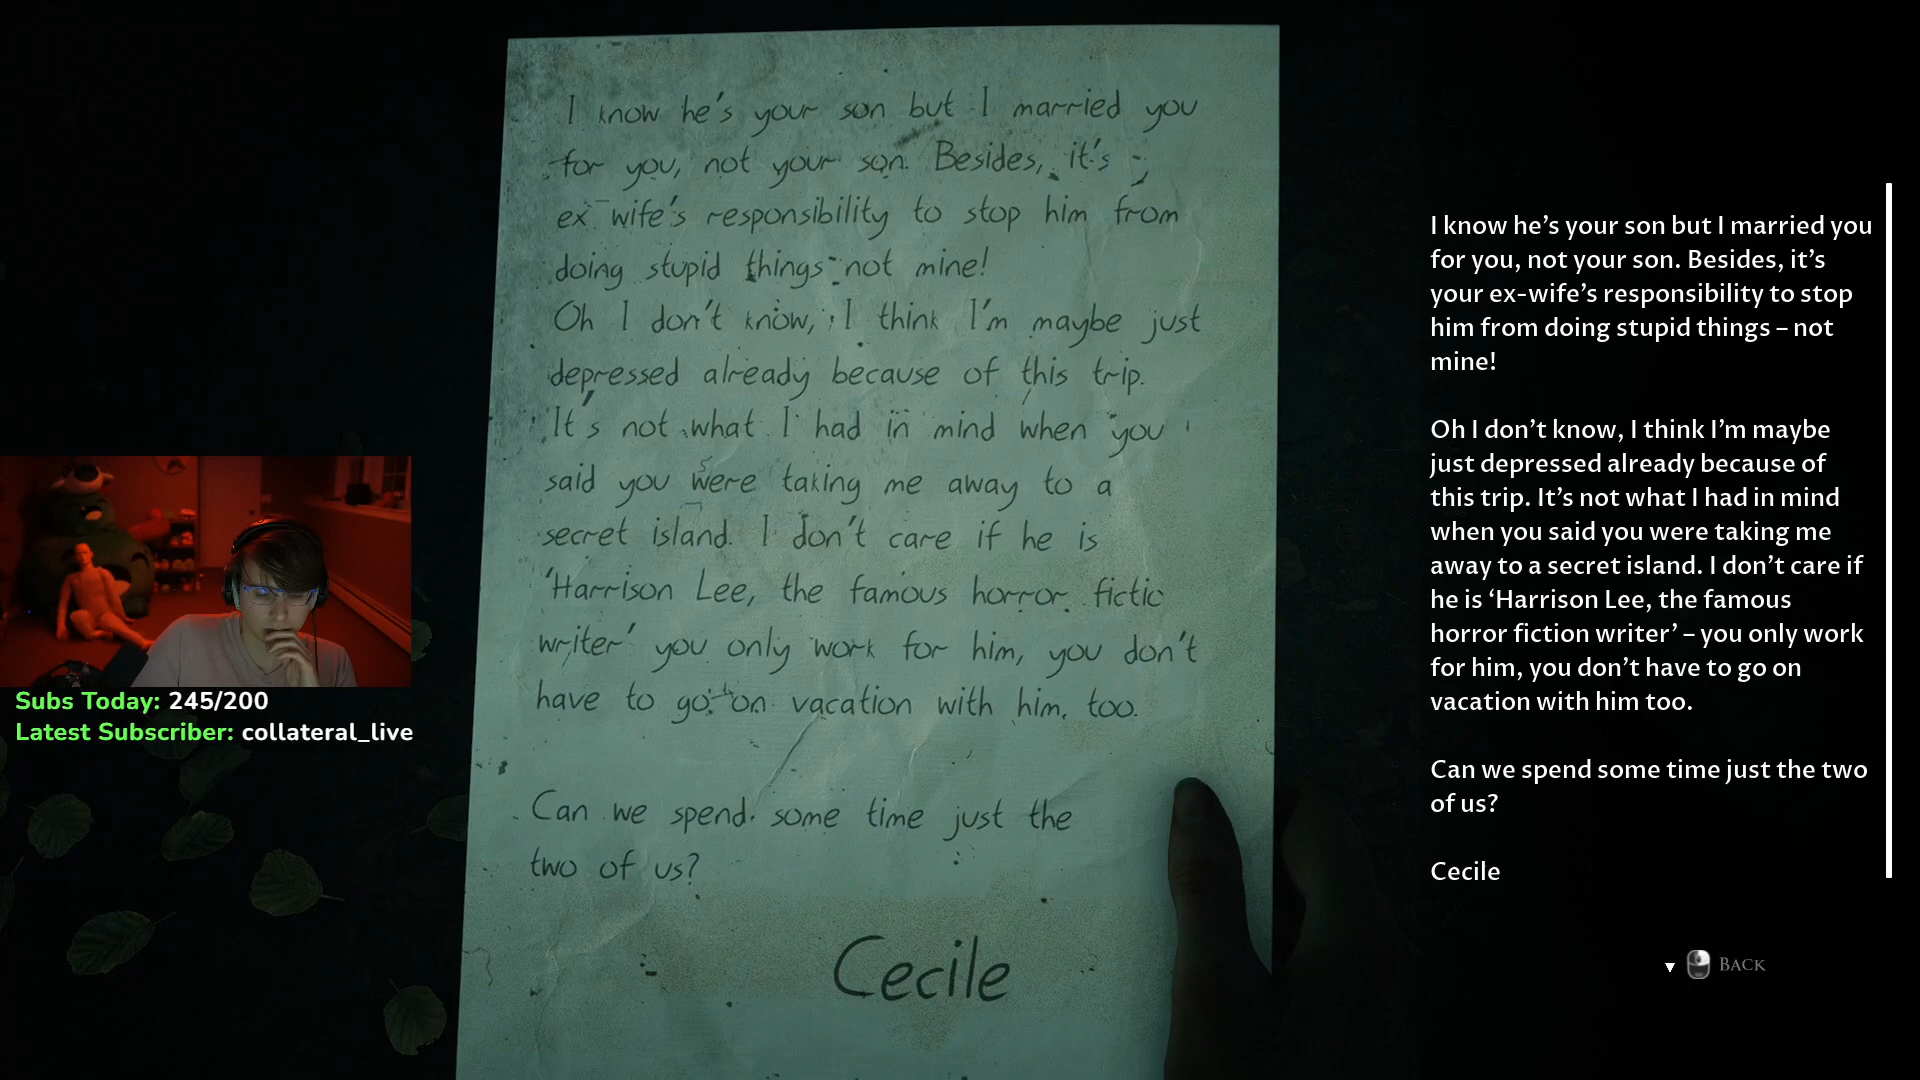 I know he's your son but I married you
for you, not your son. Besides, it's
ex-wife's responsibility to stop him from
doing stupid things-not mine!
Oh I don't know, I think I'm maybe just
depressed already because of this trip.
It's not what I had in mind when you
said you were taking me away to a
secret island. I don't care if he is
'Harrison Lee, the famous horror fictic
writer' you only work for him, you don't
have to go on vacation with him, too.
Can we spend some time just the
two of us?
Cecile
I know he's your son but I married you
for you, not your son. Besides, it's
your ex-wife's responsibility to stop
him from doing stupid things – not
mine!
Oh I don't know, I think I'm maybe
just depressed already because of
this trip. It's not what I had in mind
when you said you were taking me
away to a secret island. I don't care if
he is 'Harrison Lee, the famous
horror fiction writer' – you only work
for him, you don't have to go on
vacation with him too.
Can we spend some time just the two
of us?
Cecile
BACK
Subs Today: 245/200
Latest Subscriber: collateral_live